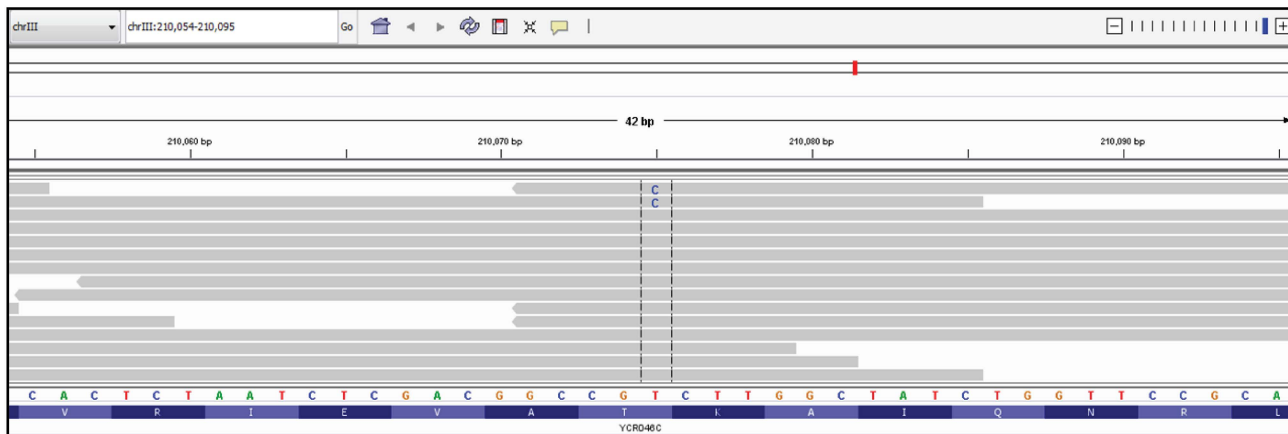 chrIII chrIII:210,054-210,095 Go
42 bp
210,060 bp 210,070 bp 210,080 bp 210,090 bp
C
C
C A C T C T A A T C T C G A C G G C C G T C T T G G C T A T C T G G T T C C G C A
V R I E V A T K A I Q N R L
YCR046C